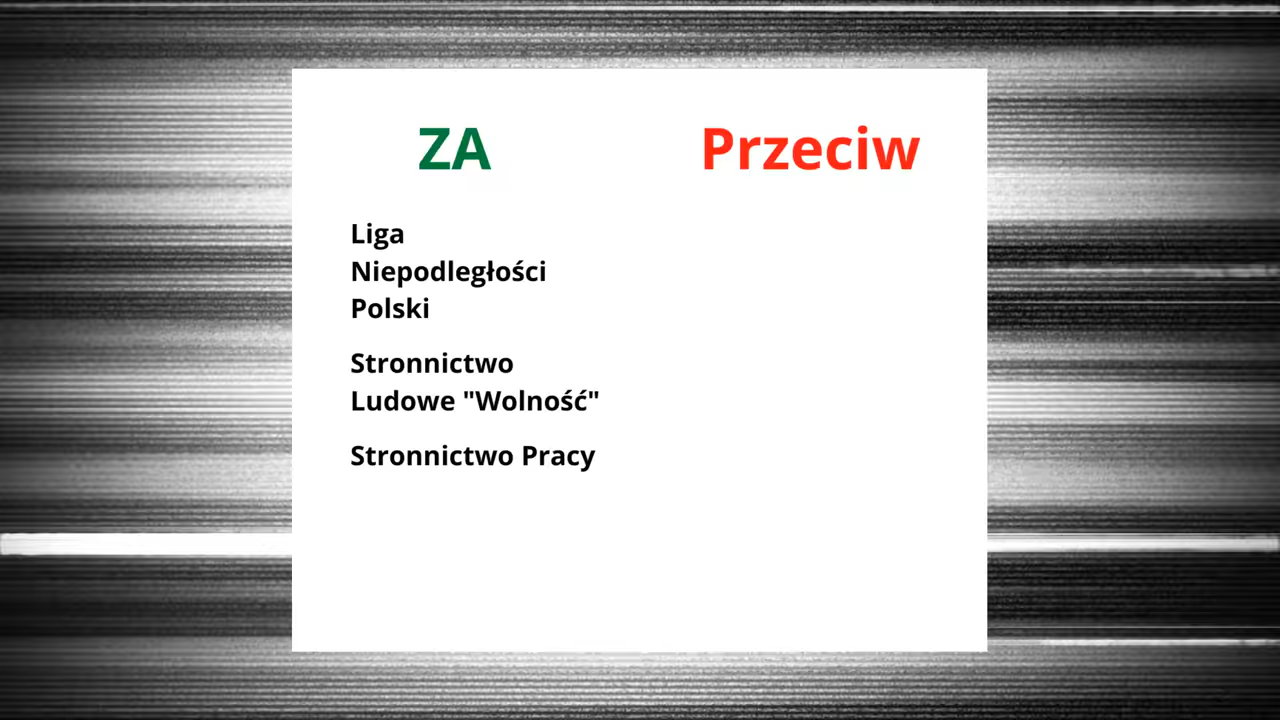 ZA Przeciw
Liga
Niepodległości
Polski
Stronnictwo
Ludowe "Wolność"
Stronnictwo Pracy